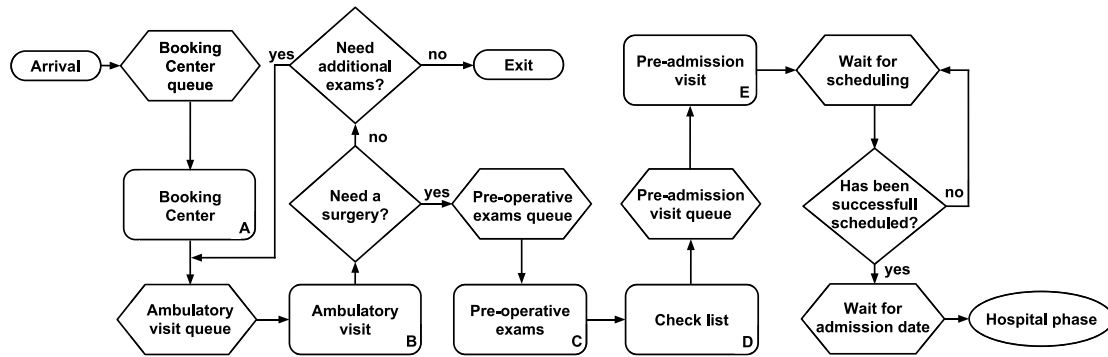 Arrival
Booking
Center
queue
Booking
Center
A
Ambulatory
visit queue
Ambulatory
visit
B
Need a
surgery?
no
yes
Need
additional
exams?
yes
no
Exit
Pre-operative
exams queue
Pre-operative
exams
C
Check list
D
Pre-admission
visit queue
Pre-admission
visit
E
Wait for
scheduling
Has been
successfull
scheduled?
no
yes
Wait for
admission date
Hospital phase